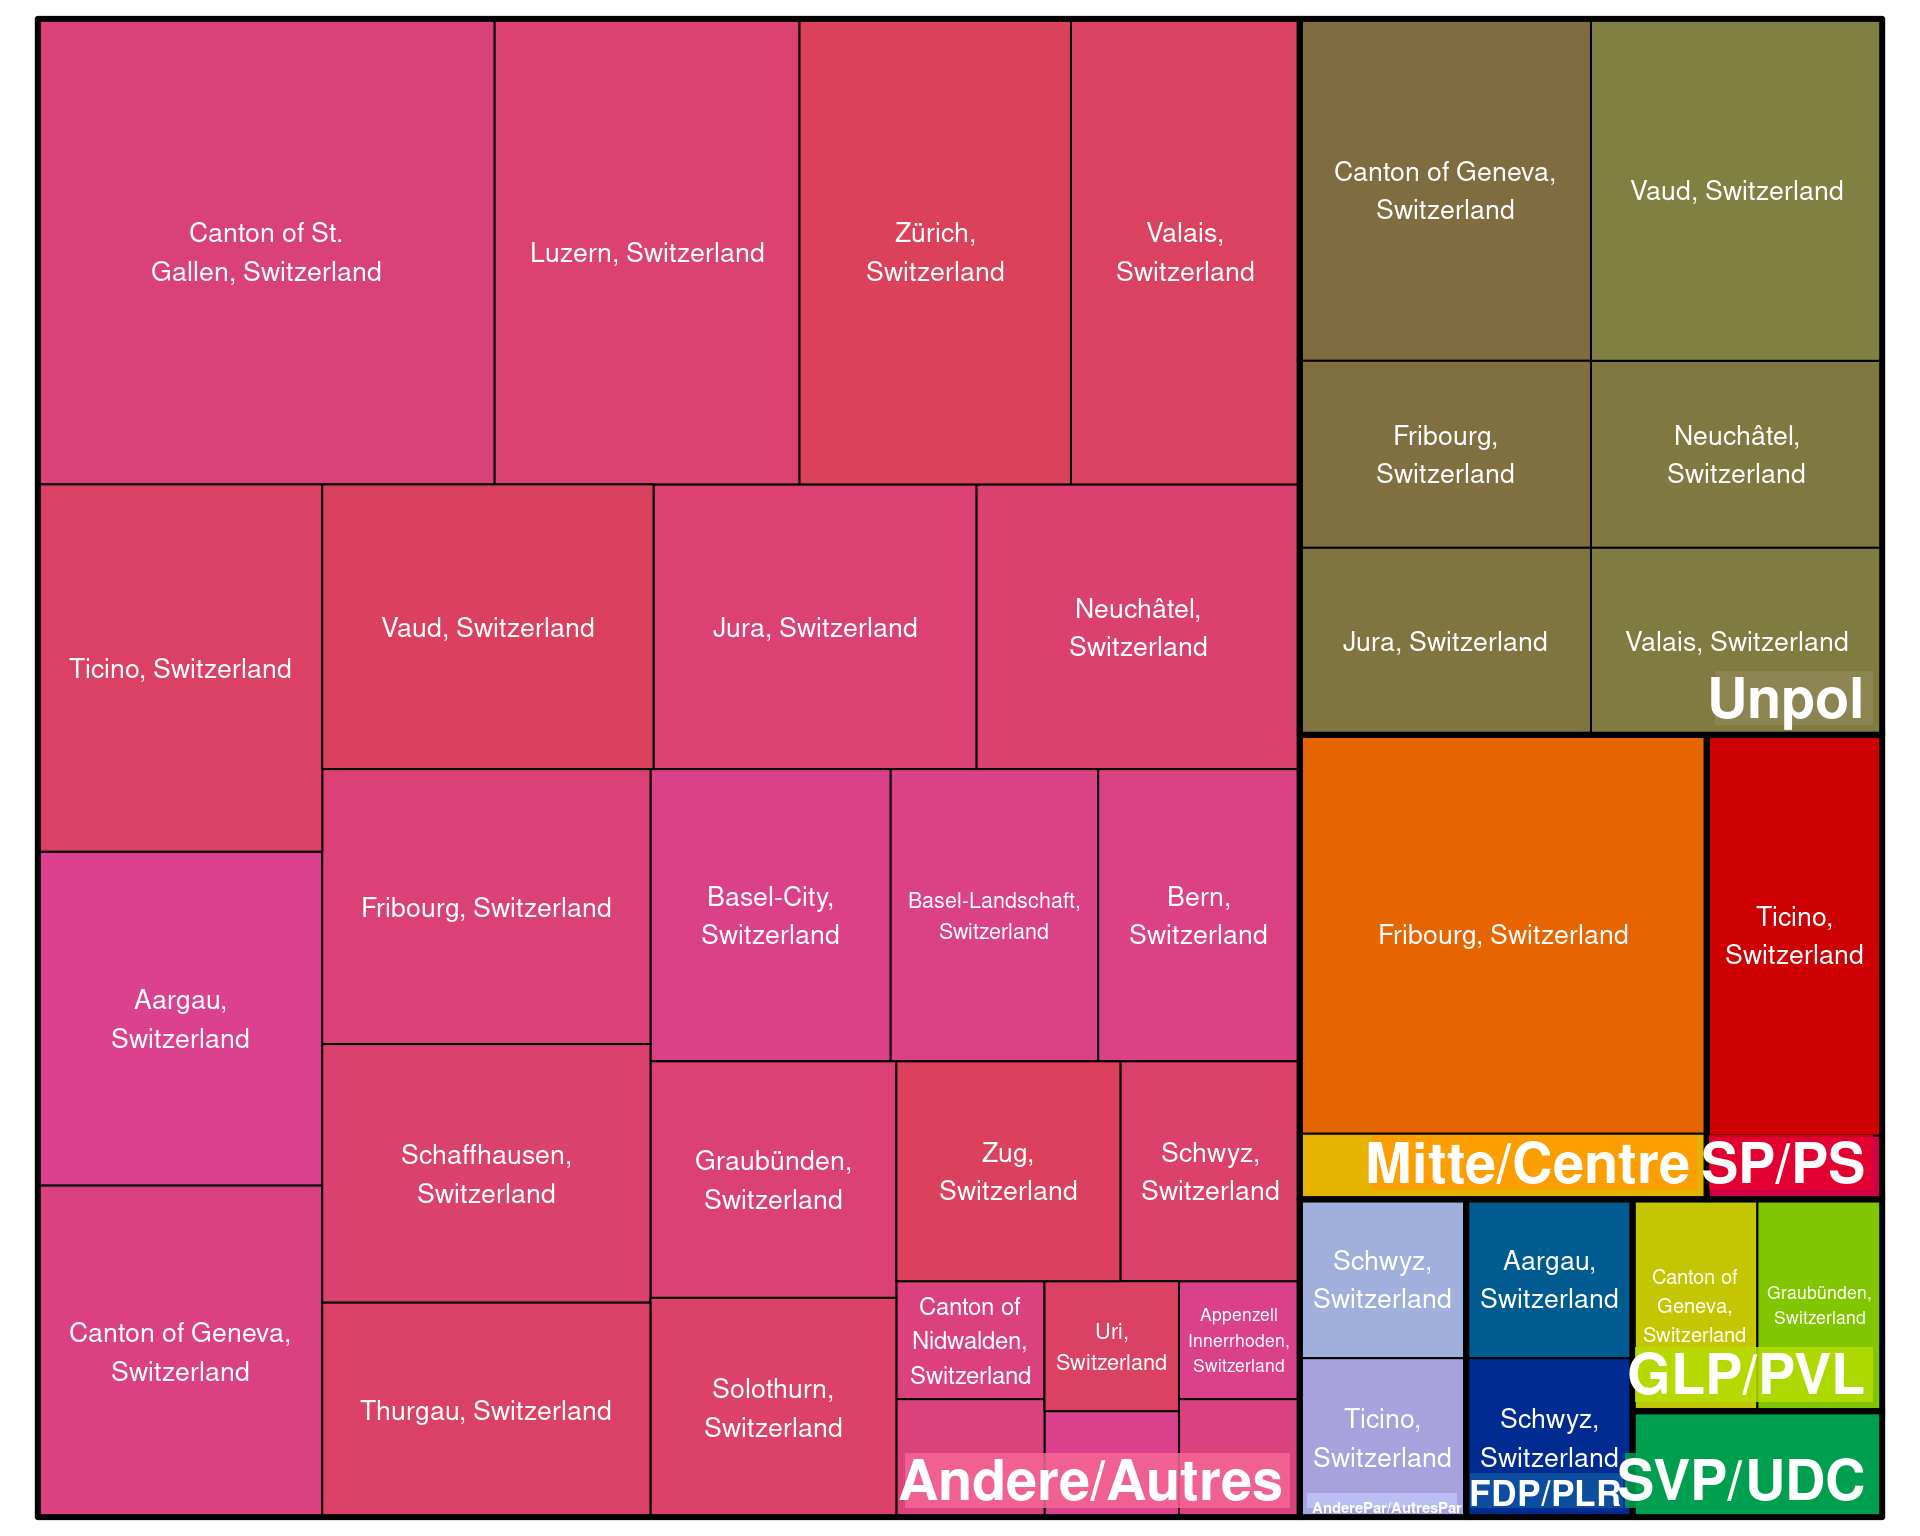 Canton of St.
Gallen, Switzerland
Luzern, Switzerland
Zürich,
Switzerland
Valais,
Switzerland
Ticino, Switzerland
Vaud, Switzerland
Jura, Switzerland
Neuchâtel,
Switzerland
Aargau,
Switzerland
Fribourg, Switzerland
Basel-City,
Switzerland
Basel-Landschaft,
Switzerland
Bern,
Switzerland
Schaffhausen,
Switzerland
Graubünden,
Switzerland
Zug,
Switzerland
Schwyz,
Switzerland
Canton of Geneva,
Switzerland
Thurgau, Switzerland
Solothurn,
Switzerland
Canton of
Nidwalden,
Switzerland
Uri,
Switzerland
Appenzell
Innerrhoden,
Switzerland
Andere/Autres
Canton of Geneva,
Switzerland
Vaud, Switzerland
Fribourg,
Switzerland
Neuchâtel,
Switzerland
Jura, Switzerland
Valais, Switzerland
Unpol
Fribourg, Switzerland
Mitte/Centre
Ticino,
Switzerland
SP/PS
Schwyz,
Switzerland
Ticino,
Switzerland
AnderePar/AutresPar
Aargau,
Switzerland
Schwyz,
Switzerland
FDP/PLR
Canton of
Geneva,
Switzerland
Graubünden,
Switzerland
GLP/PVL
SVP/UDC